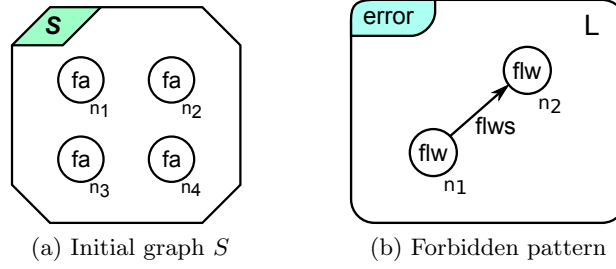 S
fa
n1
fa
n2
fa
n3
fa
n4
(a) Initial graph S
error
L
flw
n2
flws
flw
n1
(b) Forbidden pattern